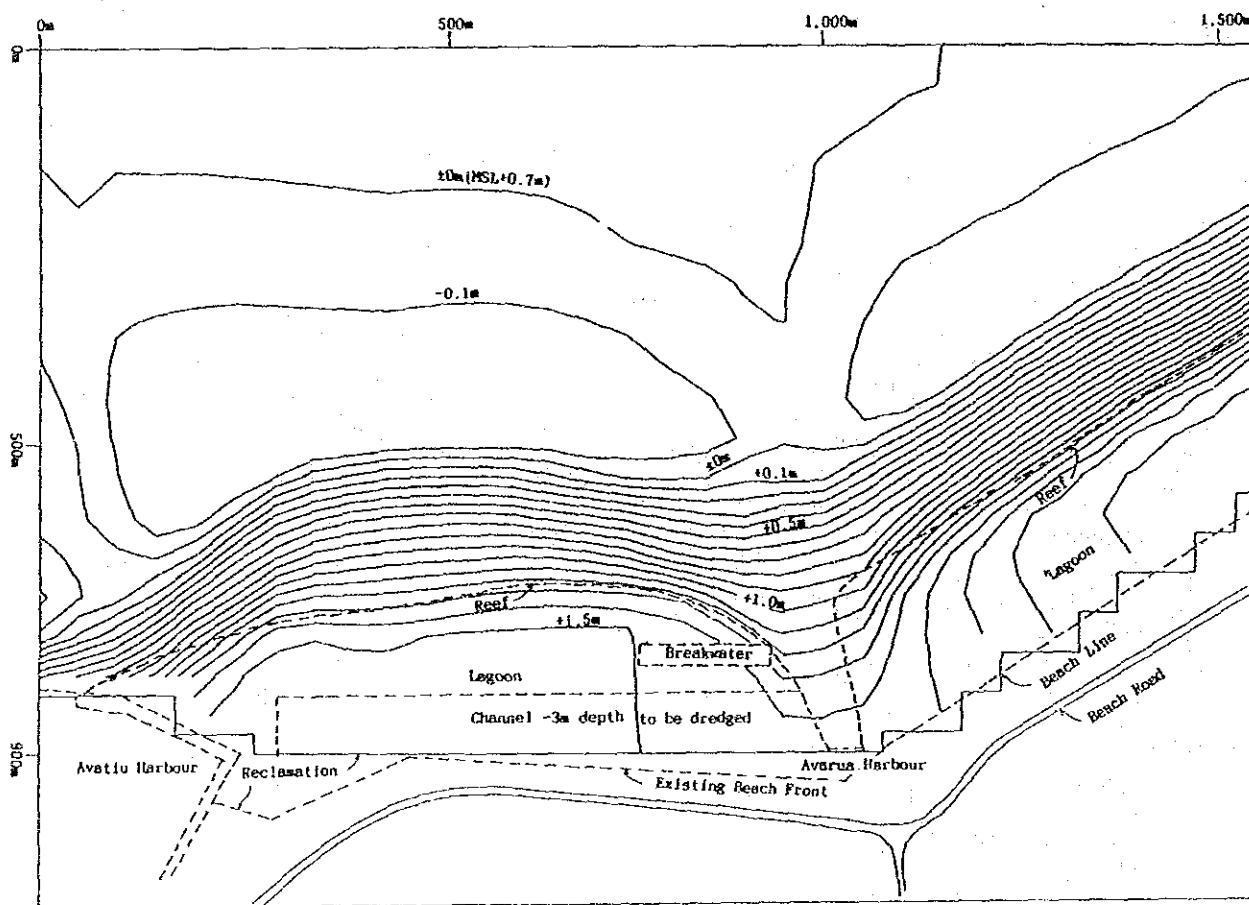 0m
500m
1.000m
1.500m
0m
±0m(MSL+0.7m)
-0.1m
500m
±0m
+0.1m
+0.5m
Reef
Lagoon
+1.0m
Reef
+1.5m
Breakwater
Lagoon
Beach Line
Beach Road
Channel -3m depth to be dredged
900m
Avatiu Harbour
Reclamation
Avarua Harbour
Existing Beach Front